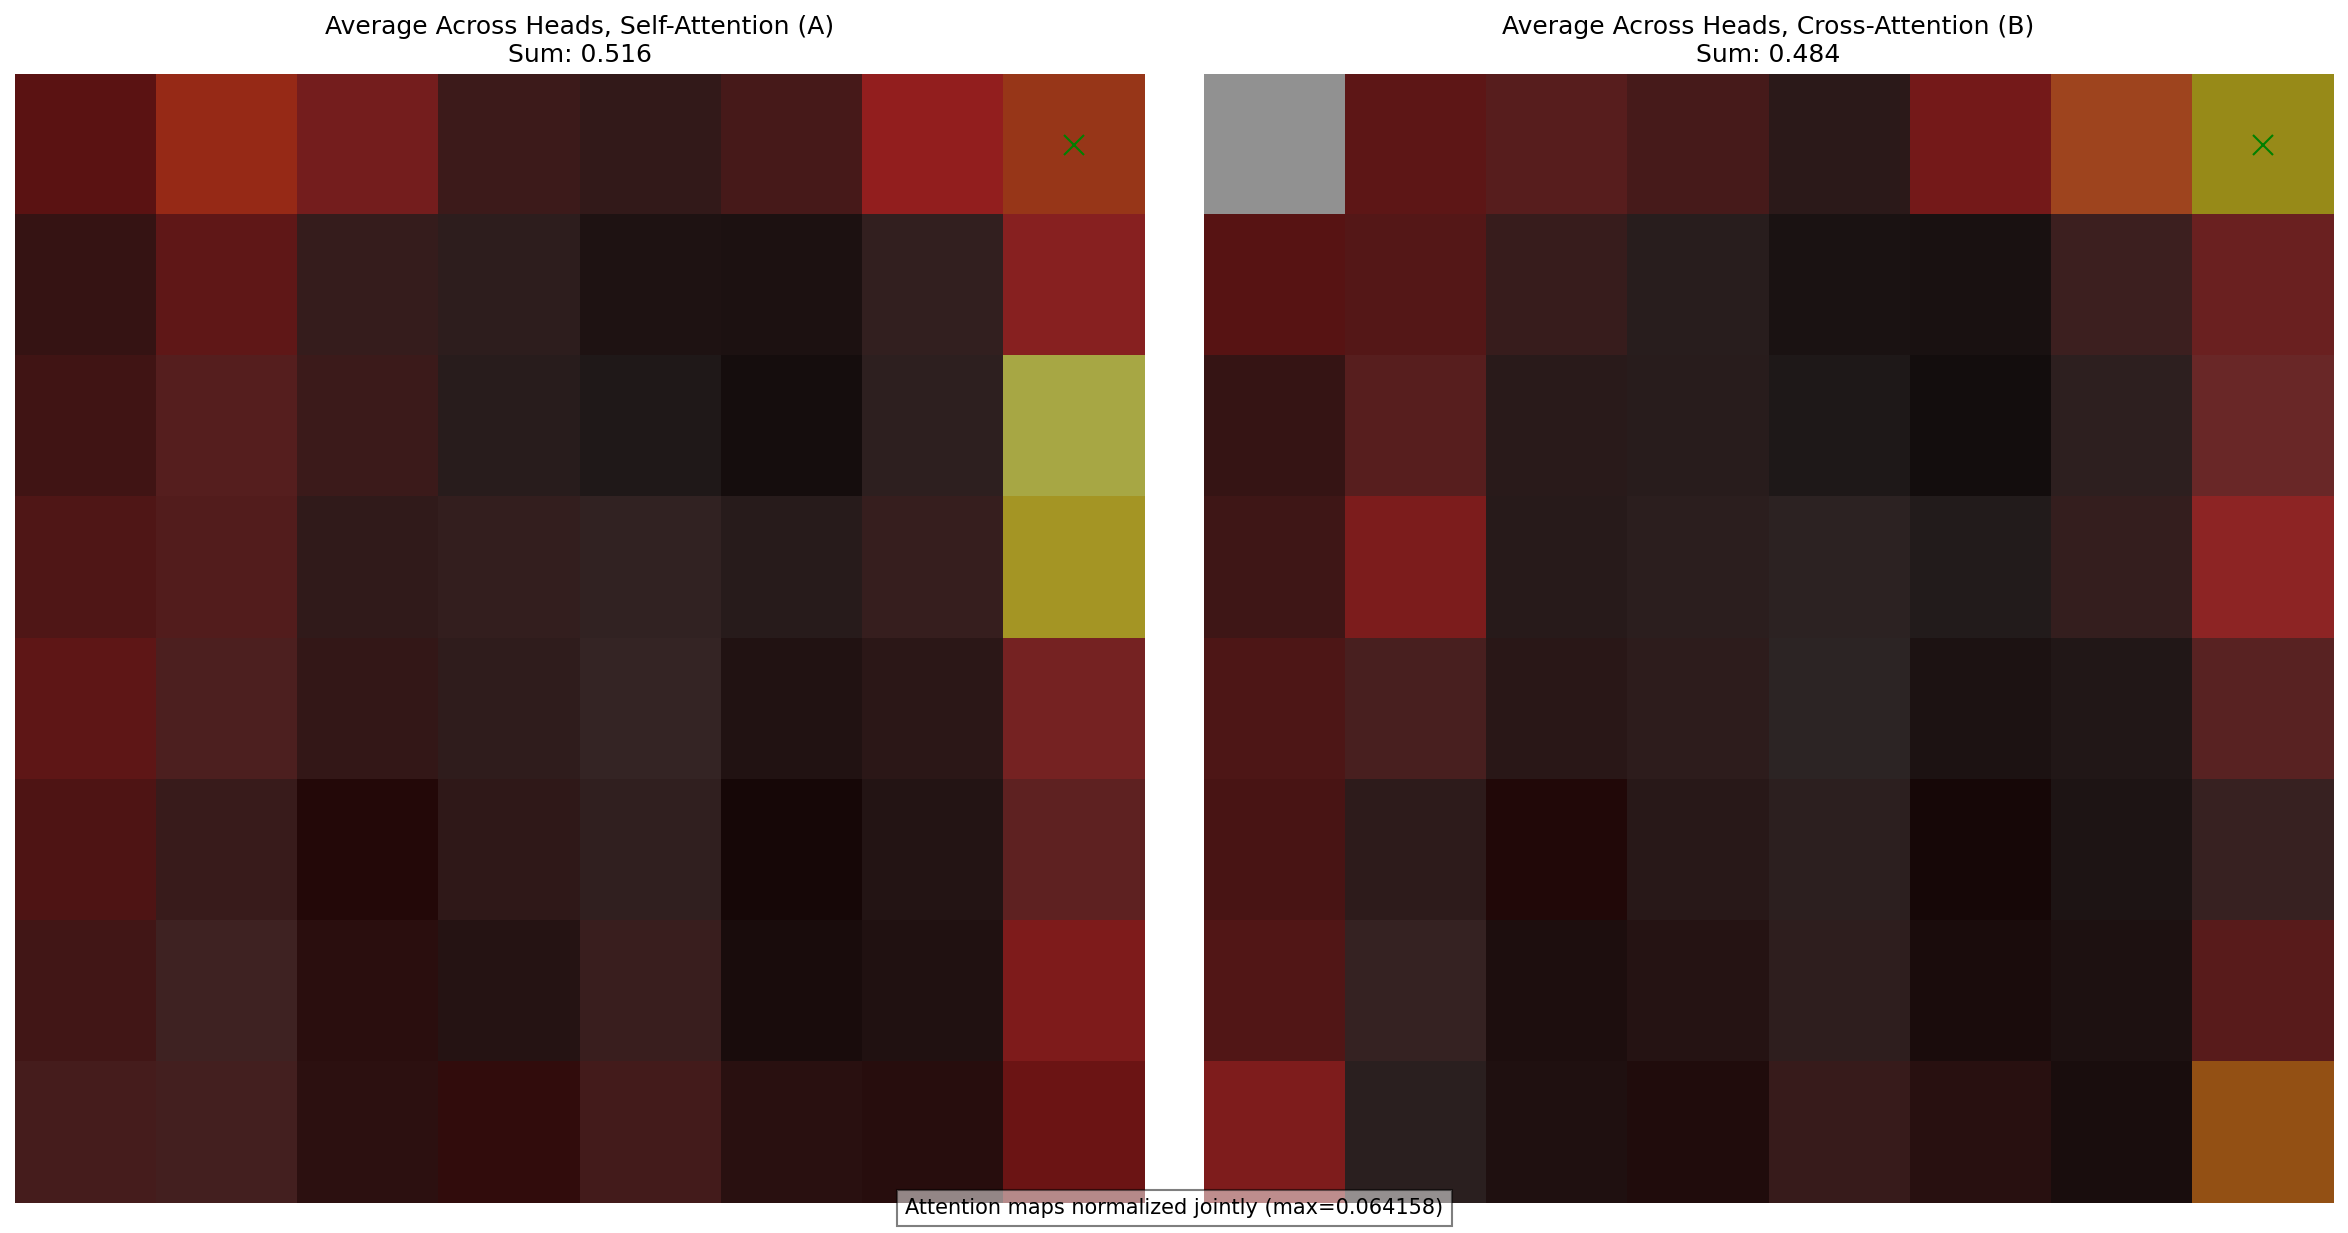 Average Across Heads, Self-Attention (A)
Sum: 0.516
Average Across Heads, Cross-Attention (B)
Sum: 0.484
Attention maps normalized jointly (max=0.064158)